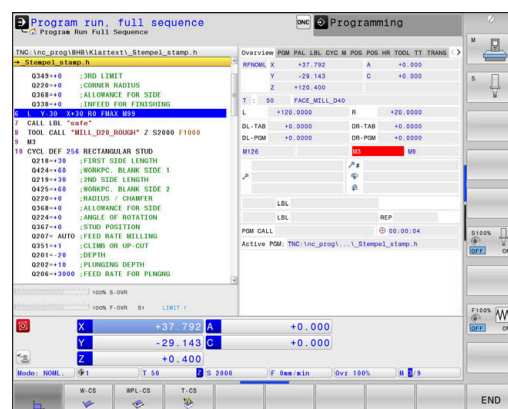 Program run, full sequence
Program Run Full Sequence
DNC
Programming
TNC:\nc_prog\BHB\Klartext\_Stempel_stamp.h
→_Stempel_stamp.h
Q349=+0 ;3RD LIMIT
Q220=+0 ;CORNER RADIUS
Q368=+0 ;ALLOWANCE FOR SIDE
Q338=+0 ;INFEED FOR FINISHING
6 L Y-30 X+30 R0 FMAX M99
7 CALL LBL "safe"
8 TOOL CALL "MILL_D20_ROUGH" Z S2000 F1000
9 M3
10 CYCL DEF 256 RECTANGULAR STUD
Q218=+30 ;FIRST SIDE LENGTH
Q424=+60 ;WORKPC. BLANK SIDE 1
Q219=+30 ;2ND SIDE LENGTH
Q425=+60 ;WORKPC. BLANK SIDE 2
Q220=+0 ;RADIUS / CHAMFER
Q368=+0 ;ALLOWANCE FOR SIDE
Q224=+0 ;ANGLE OF ROTATION
Q367=+0 ;STUD POSITION
Q207= AUTO ;FEED RATE MILLING
Q351=+1 ;CLIMB OR UP-CUT
Q201=-20 ;DEPTH
Q202=+10 ;PLUNGING DEPTH
Q206=+3000 ;FEED RATE FOR PLNGNG
100% S-OVR
100% F-OVR S1 LIMIT 1
Overview PGM PAL LBL CYC M POS POS HR TOOL TT TRANS
RFNOML X +37.792 A +0.000
Y -29.143 C +0.000
Z +120.400
T : 50 FACE_MILL_D40
L +120.0000 R +20.0000
DL-TAB +0.0000 DR-TAB +0.0000
DL-PGM +0.0000 DR-PGM +0.0000
M126 M3 M9
LBL
LBL REP
PGM CALL 00:00:04
Active PGM: TNC:\nc_prog\...\_Stempel_stamp.h
X +37.792 A +0.000
Y -29.143 C +0.000
Z +0.400
Mode: NOML. 1 T 50 Z S 2000 F 0mm/min Ovr 100% M 3/9
W-CS WPL-CS T-CS
END
M
S
S100%
OFF ON
F100% W
OFF ON